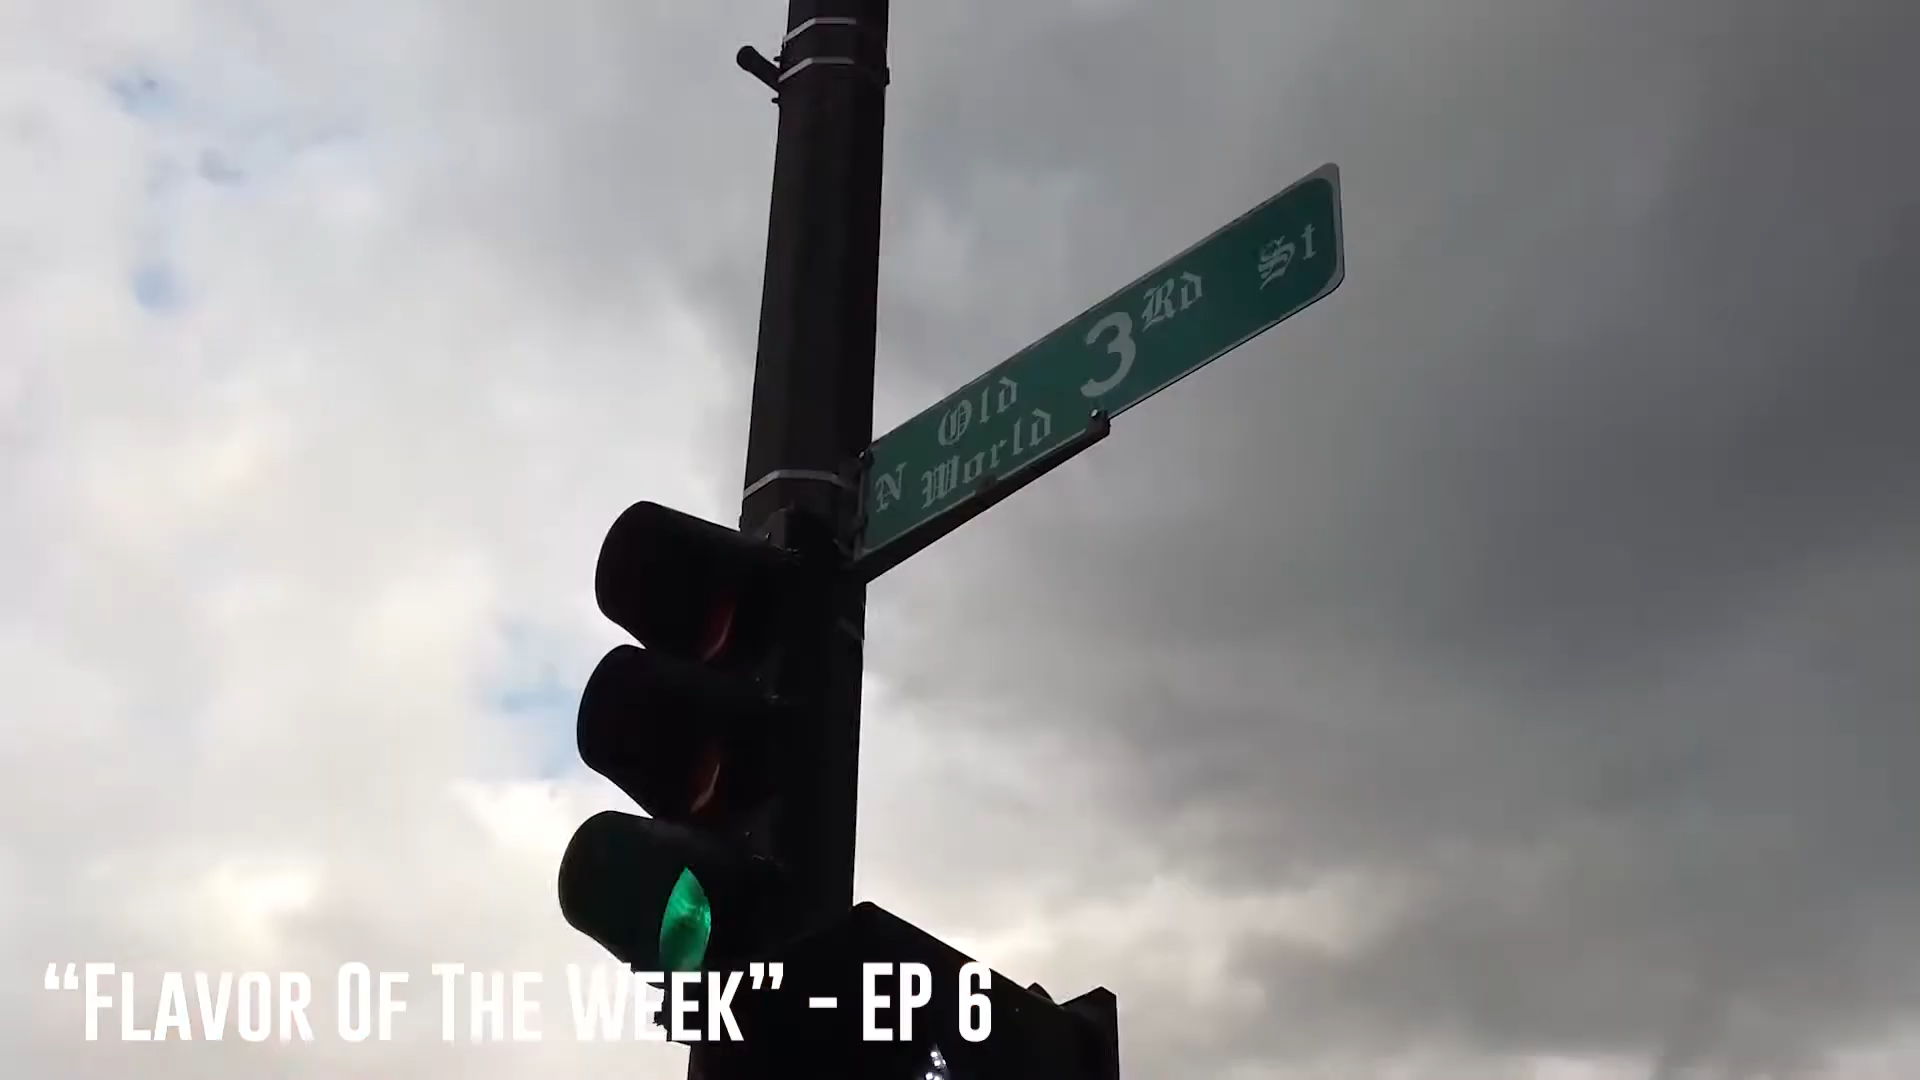 Old
N World 3Rd St
“FLAVOR OF THE WEEK” - EP 6